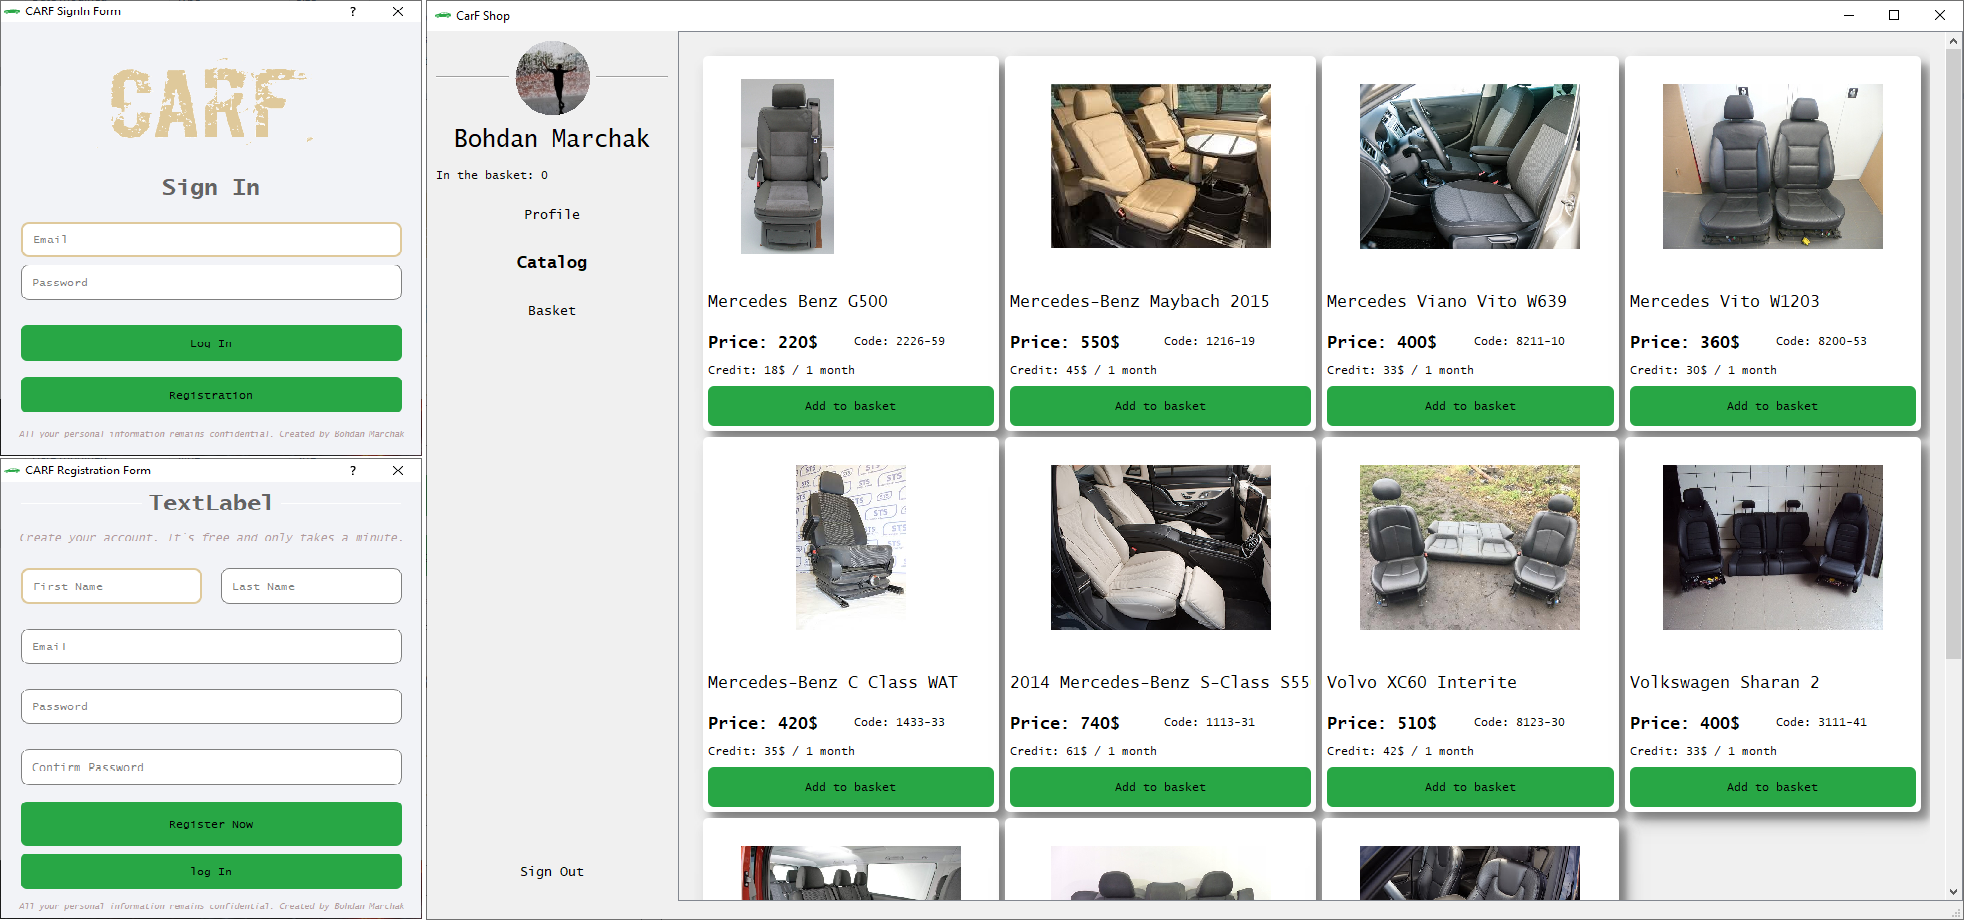 CARF SignIn Form
?
CARF
Sign In
Email
Password
Log In
Registration
All your personal information remains confidential. Created by Bohdan Marchak
CARF Registration Form
?
TextLabel
Create your account. It's free and only takes a minute.
First Name
Last Name
Email
Password
Confirm Password
Register Now
log In
All your personal information remains confidential. Created by Bohdan Marchak
CarF Shop
Bohdan Marchak
In the basket: 0
Profile
Catalog
Basket
Sign Out
Mercedes Benz G500
Price: 220$ Code: 2226-59
Credit: 18$ / 1 month
Add to basket
Mercedes-Benz Maybach 2015
Price: 550$ Code: 1216-19
Credit: 45$ / 1 month
Add to basket
Mercedes Viano Vito W639
Price: 400$ Code: 8211-10
Credit: 33$ / 1 month
Add to basket
Mercedes Vito W1203
Price: 360$ Code: 8200-53
Credit: 30$ / 1 month
Add to basket
STS
STS
STS
STS
Mercedes-Benz C Class WAT
Price: 420$ Code: 1433-33
Credit: 35$ / 1 month
Add to basket
2014 Mercedes-Benz S-Class S55
Price: 740$ Code: 1113-31
Credit: 61$ / 1 month
Add to basket
Volvo XC60 Interite
Price: 510$ Code: 8123-30
Credit: 42$ / 1 month
Add to basket
Volkswagen Sharan 2
Price: 400$ Code: 3111-41
Credit: 33$ / 1 month
Add to basket